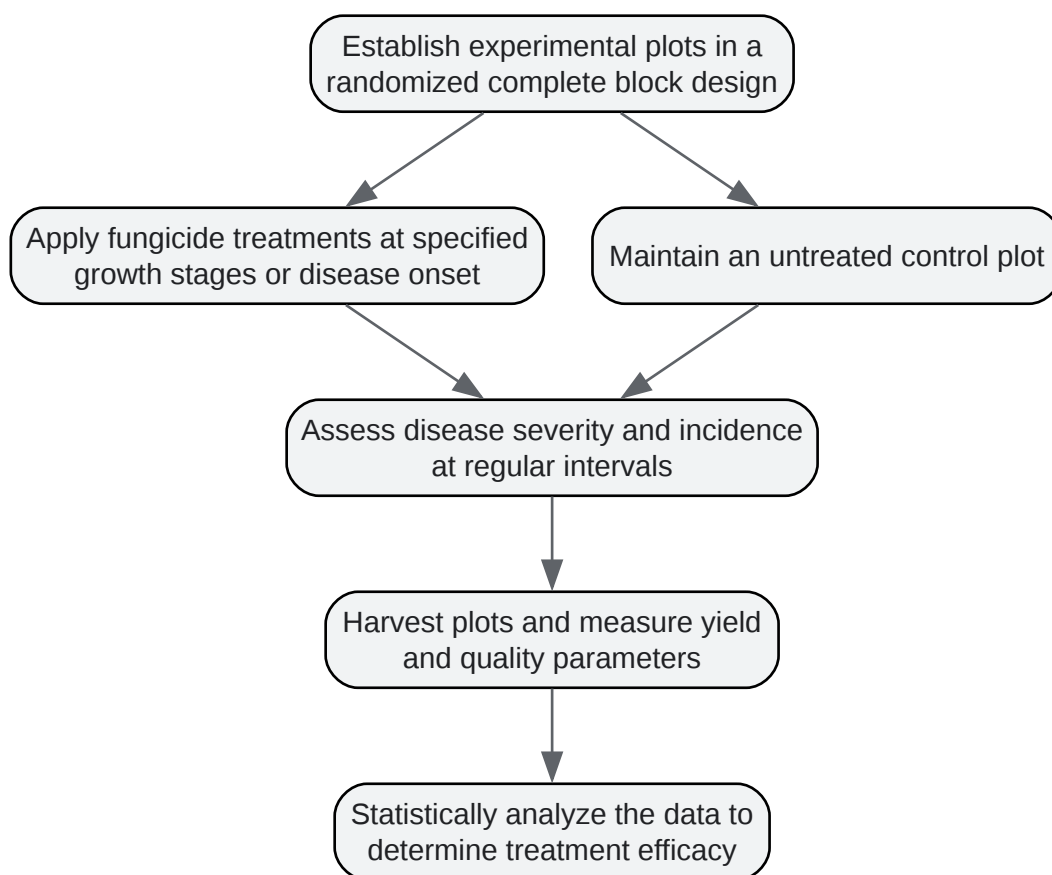 Establish experimental plots in a
randomized complete block design
Apply fungicide treatments at specified
growth stages or disease onset
Maintain an untreated control plot
Assess disease severity and incidence
at regular intervals
Harvest plots and measure yield
and quality parameters
Statistically analyze the data to
determine treatment efficacy